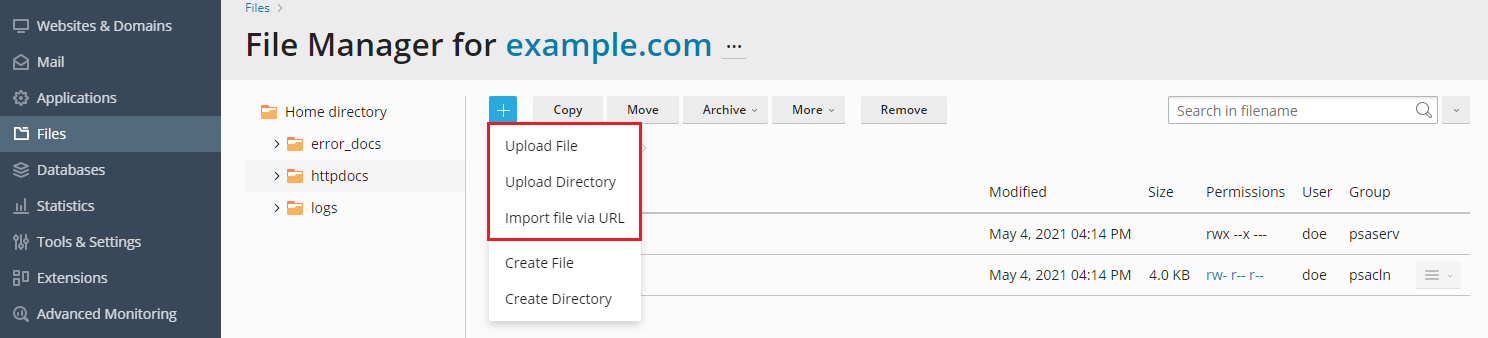 Websites & Domains
Mail
Applications
Files
Databases
Statistics
Tools & Settings
Extensions
Advanced Monitoring
Files
File Manager for example.com
Home directory
error_docs
httpdocs
logs
Copy Move Archive More Remove Search in filename
Upload File
Upload Directory
Import file via URL
Create File
Create Directory
Modified Size Permissions User Group
May 4, 2021 04:14 PM rwx --x --- doe psaserv
May 4, 2021 04:14 PM 4.0 KB rw- r-- r-- doe psacln